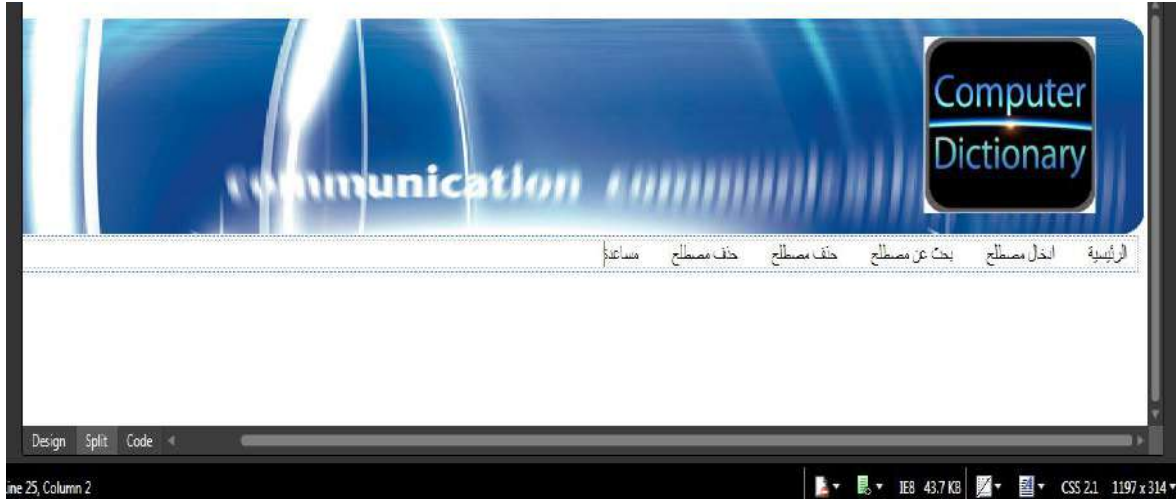 Computer
Dictionary
communication
الرئيسية ادخال مصطلح بحث عن مصطلح حذف مصطلح حذف مصطلح مساعدة
Design Split Code
ine 25, Column 2 IE8 43.7 KB CSS 2.1 1197 x 314